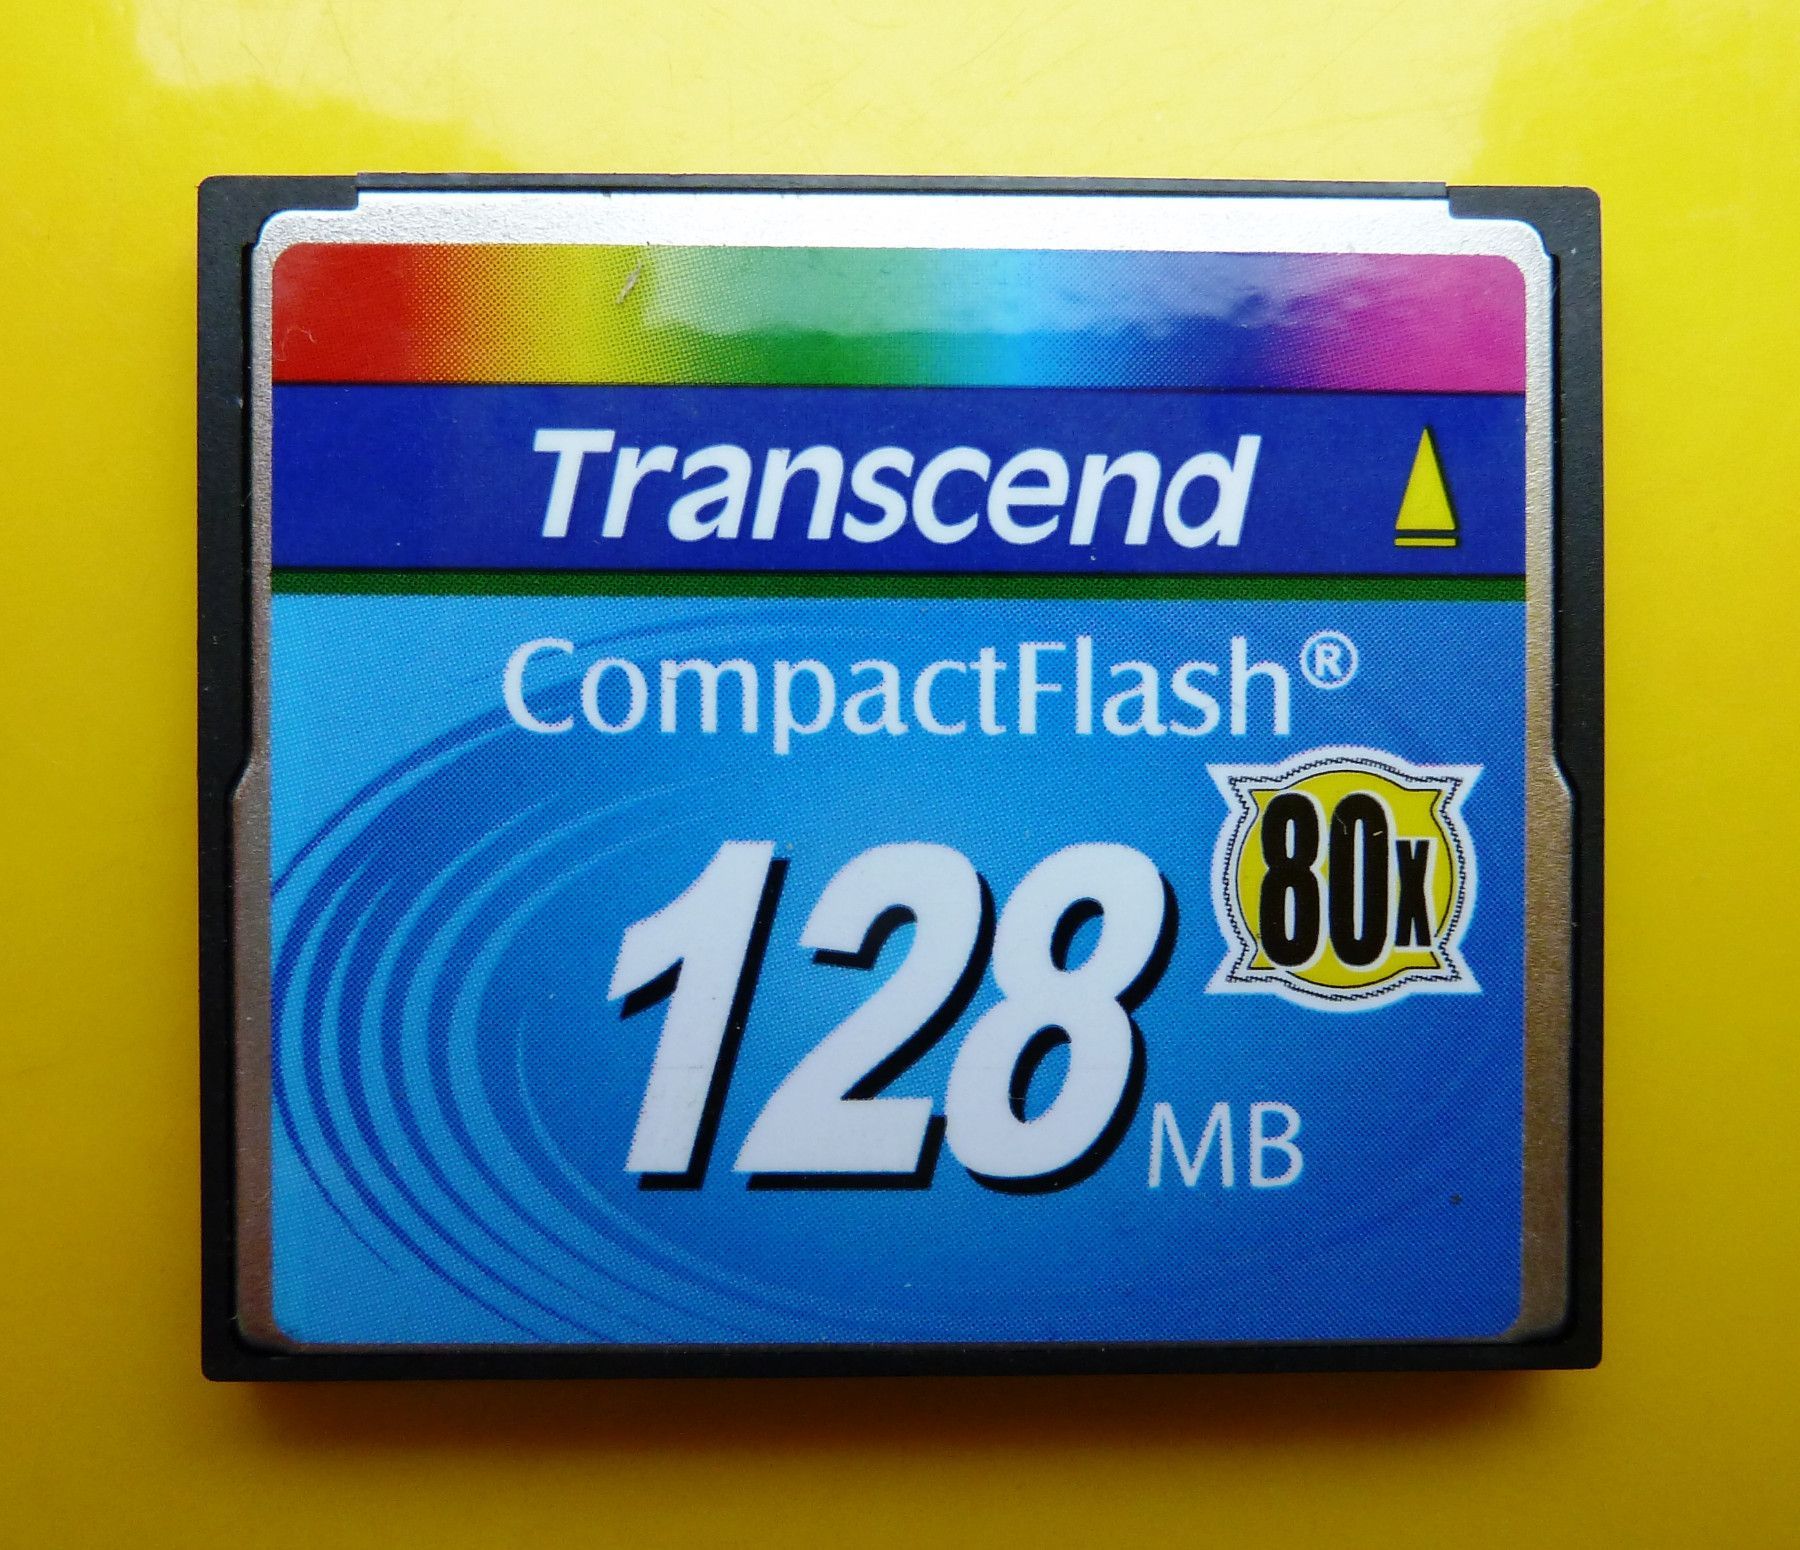 Transcend
CompactFlash®
80x
128 MB